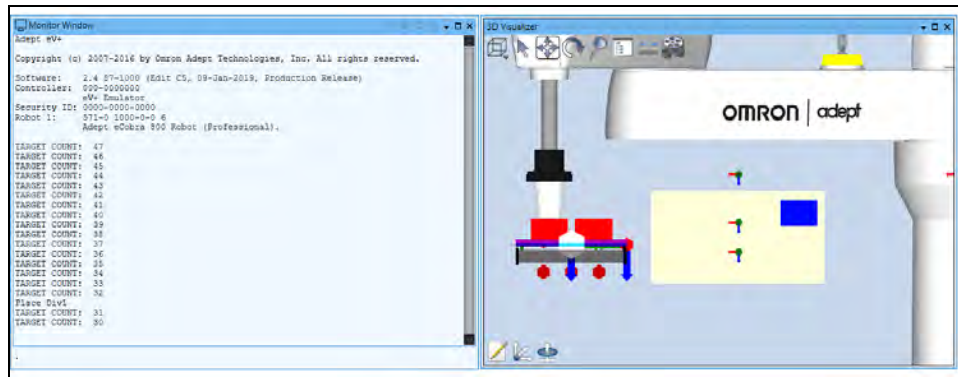 Monitor Window
Adept eV+
Copyright (c) 2007-2016 by Omron Adept Technologies, Inc. All rights reserved.
Software: 2.4 87-1000 (Edit C5, 09-Jan-2019, Production Release)
Controller: 000-0000000
eV+ Emulator
Security ID: 0000-0000-0000
Robot 1: 571-0 1000-0-0 6
Adept eCobra 800 Robot (Professional).
TARGET COUNT: 47
TARGET COUNT: 46
TARGET COUNT: 45
TARGET COUNT: 44
TARGET COUNT: 43
TARGET COUNT: 42
TARGET COUNT: 41
TARGET COUNT: 40
TARGET COUNT: 39
TARGET COUNT: 38
TARGET COUNT: 37
TARGET COUNT: 36
TARGET COUNT: 35
TARGET COUNT: 34
TARGET COUNT: 33
TARGET COUNT: 32
Place Div1
TARGET COUNT: 31
TARGET COUNT: 30
.
3D Visualizer
OMRON | adept